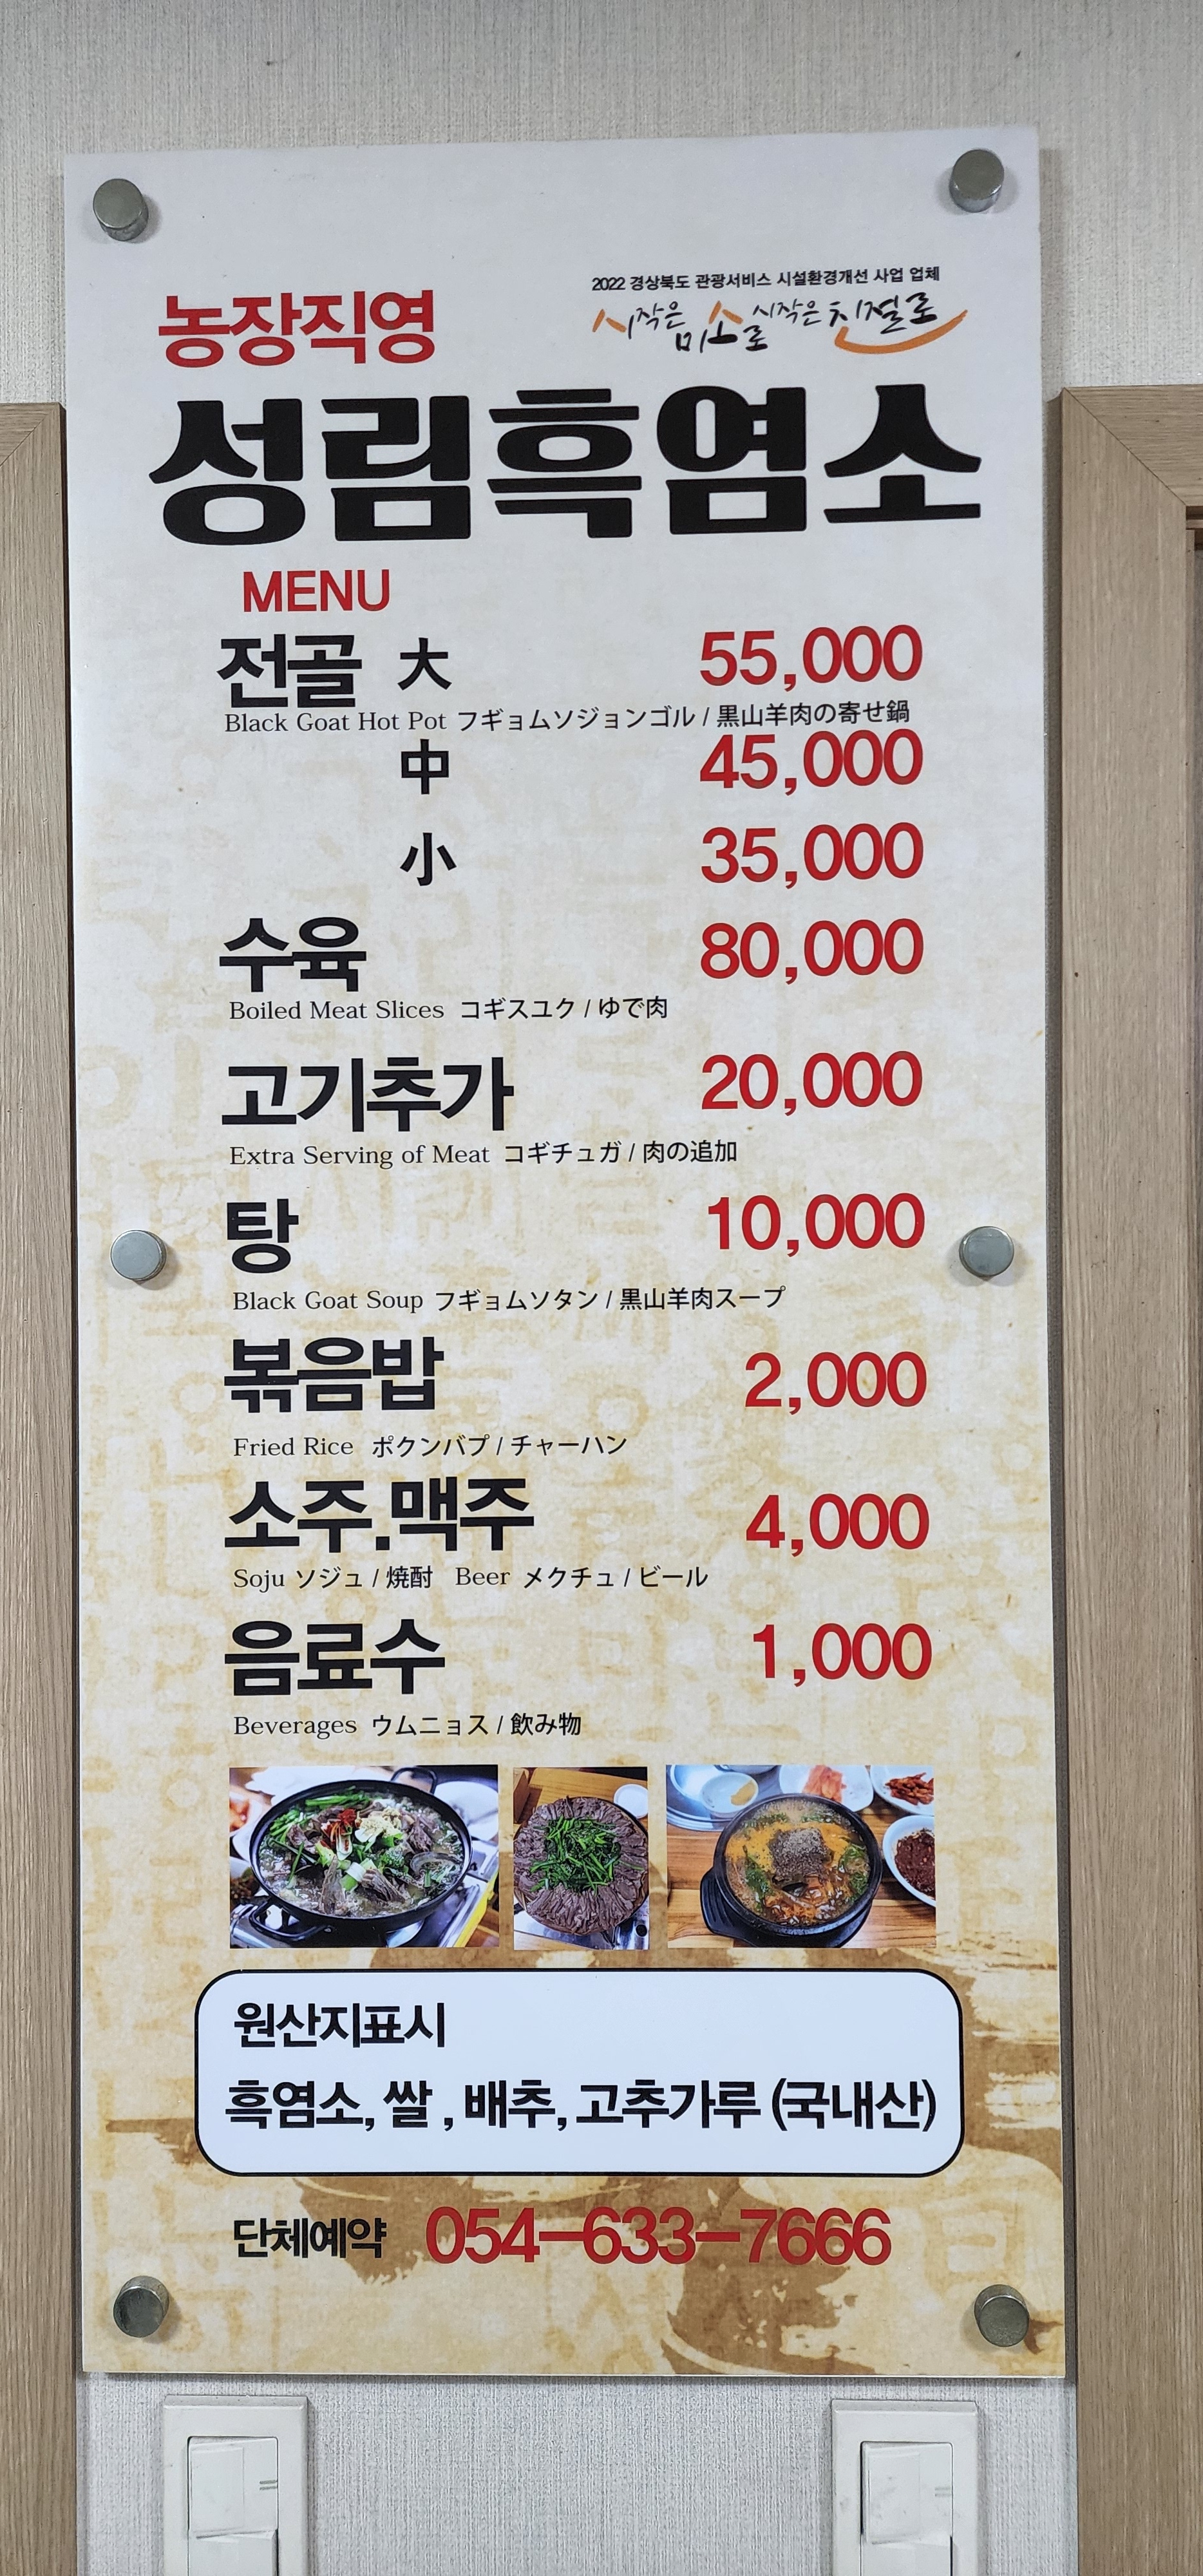 2022 경상북도 관광서비스 시설환경개선 사업 업체
시작은 미소로 시작은 친절로
농장직영
성림흑염소
MENU
전골 大 55,000
Black Goat Hot Pot フギョムソジョンゴル / 黒山羊肉の寄せ鍋
中 45,000
小 35,000
수육 80,000
Boiled Meat Slices コギスユク / ゆで肉
고기추가 20,000
Extra Serving of Meat コギチュガ / 肉の追加
탕 10,000
Black Goat Soup フギョムソタン / 黒山羊肉スープ
볶음밥 2,000
Fried Rice ポクンバプ / チャーハン
소주.맥주 4,000
Soju ソジュ / 焼酎 Beer メクチュ / ビール
음료수 1,000
Beverages ウムニョス / 飲み物
원산지표시
흑염소, 쌀 , 배추, 고추가루 (국내산)
단체예약 054-633-7666